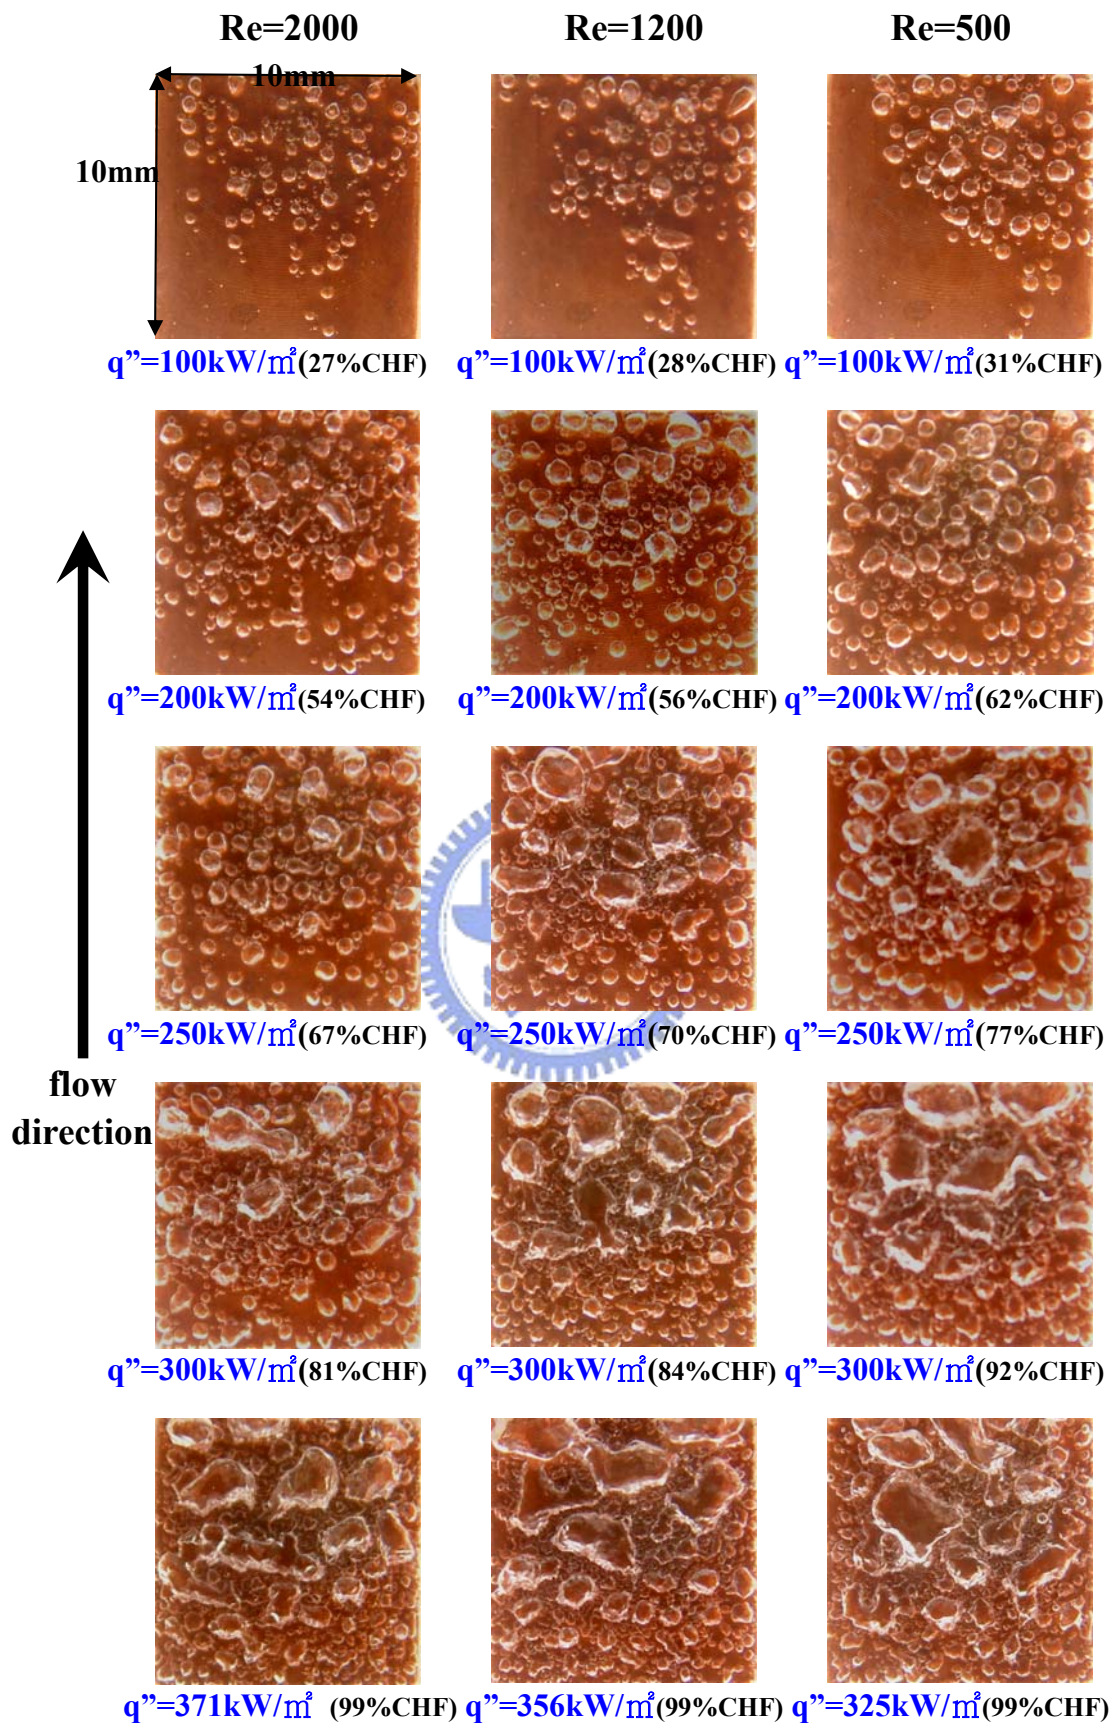 Re=2000 Re=1200 Re=500
10mm
10mm
q”=100kW/㎡(27%CHF) q”=100kW/㎡(28%CHF) q”=100kW/㎡(31%CHF)
q”=200kW/㎡(54%CHF) q”=200kW/㎡(56%CHF) q”=200kW/㎡(62%CHF)
q”=250kW/㎡(67%CHF) q”=250kW/㎡(70%CHF) q”=250kW/㎡(77%CHF)
flow
direction
q”=300kW/㎡(81%CHF) q”=300kW/㎡(84%CHF) q”=300kW/㎡(92%CHF)
q”=371kW/㎡ (99%CHF) q”=356kW/㎡(99%CHF) q”=325kW/㎡(99%CHF)